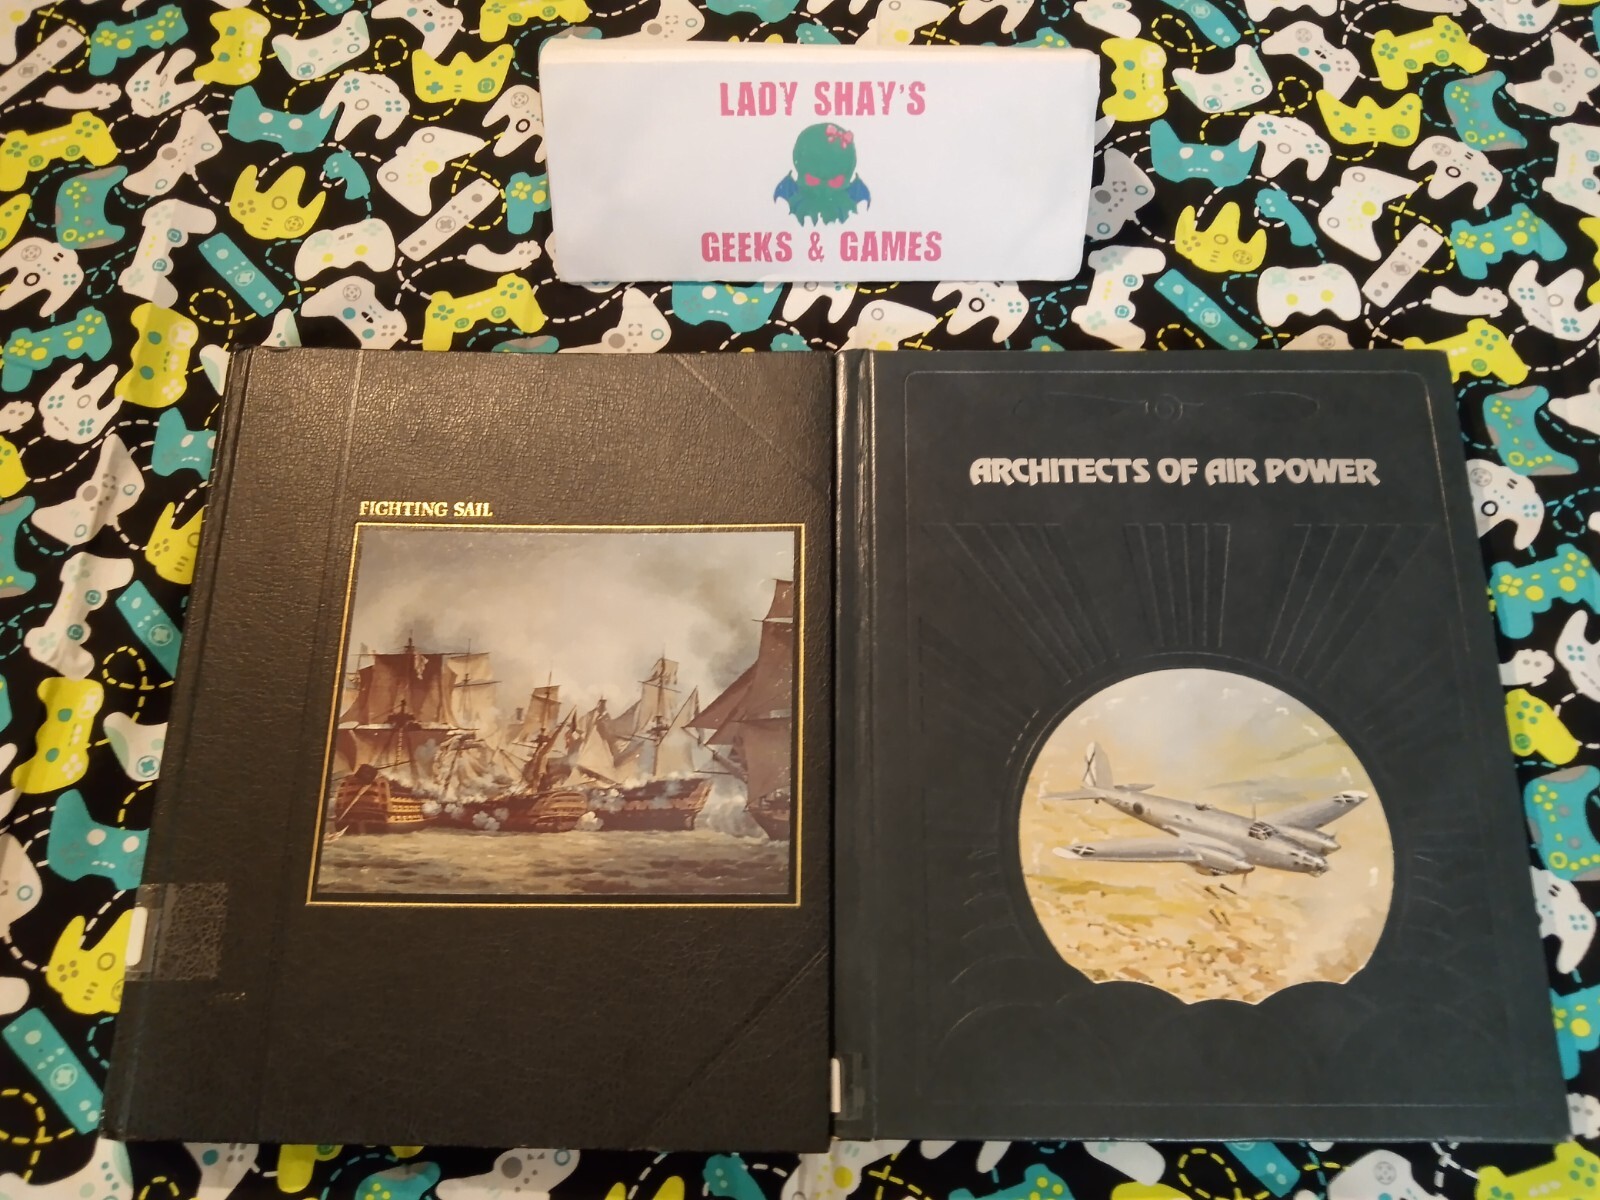 LADY SHAY'S
GEEKS & GAMES
FIGHTING SAIL
ARCHITECTS OF AIR POWER